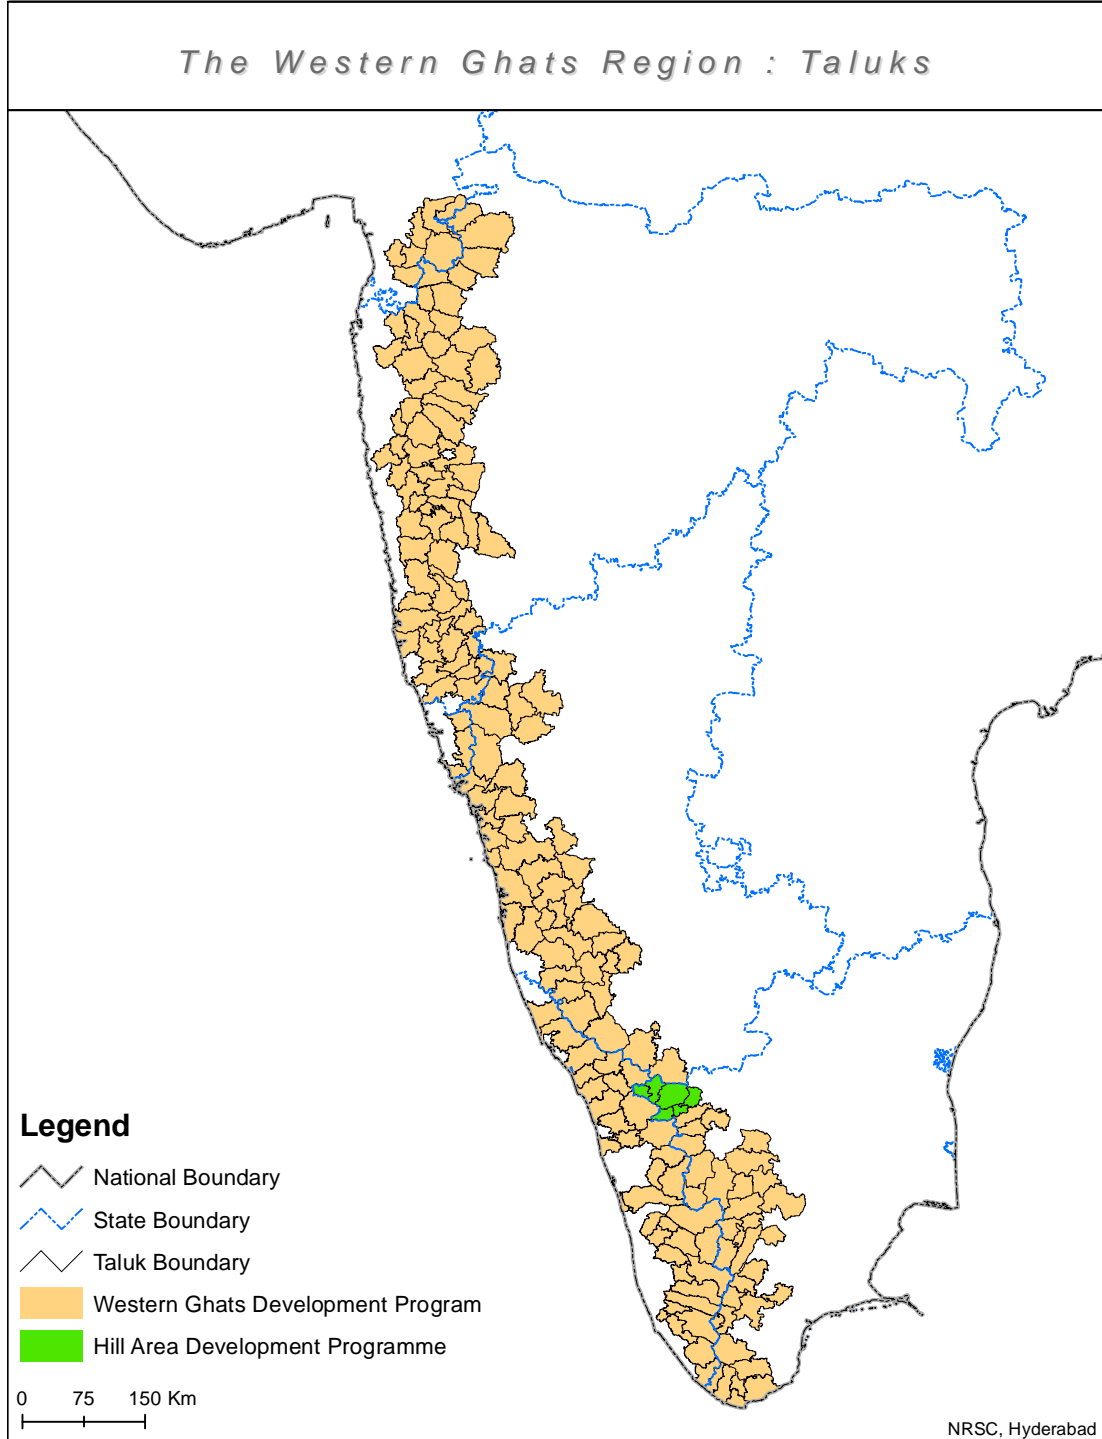 The Western Ghats Region : Taluks
Legend
National Boundary
State Boundary
Taluk Boundary
Western Ghats Development Program
Hill Area Development Programme
0 75 150 Km
NRSC, Hyderabad